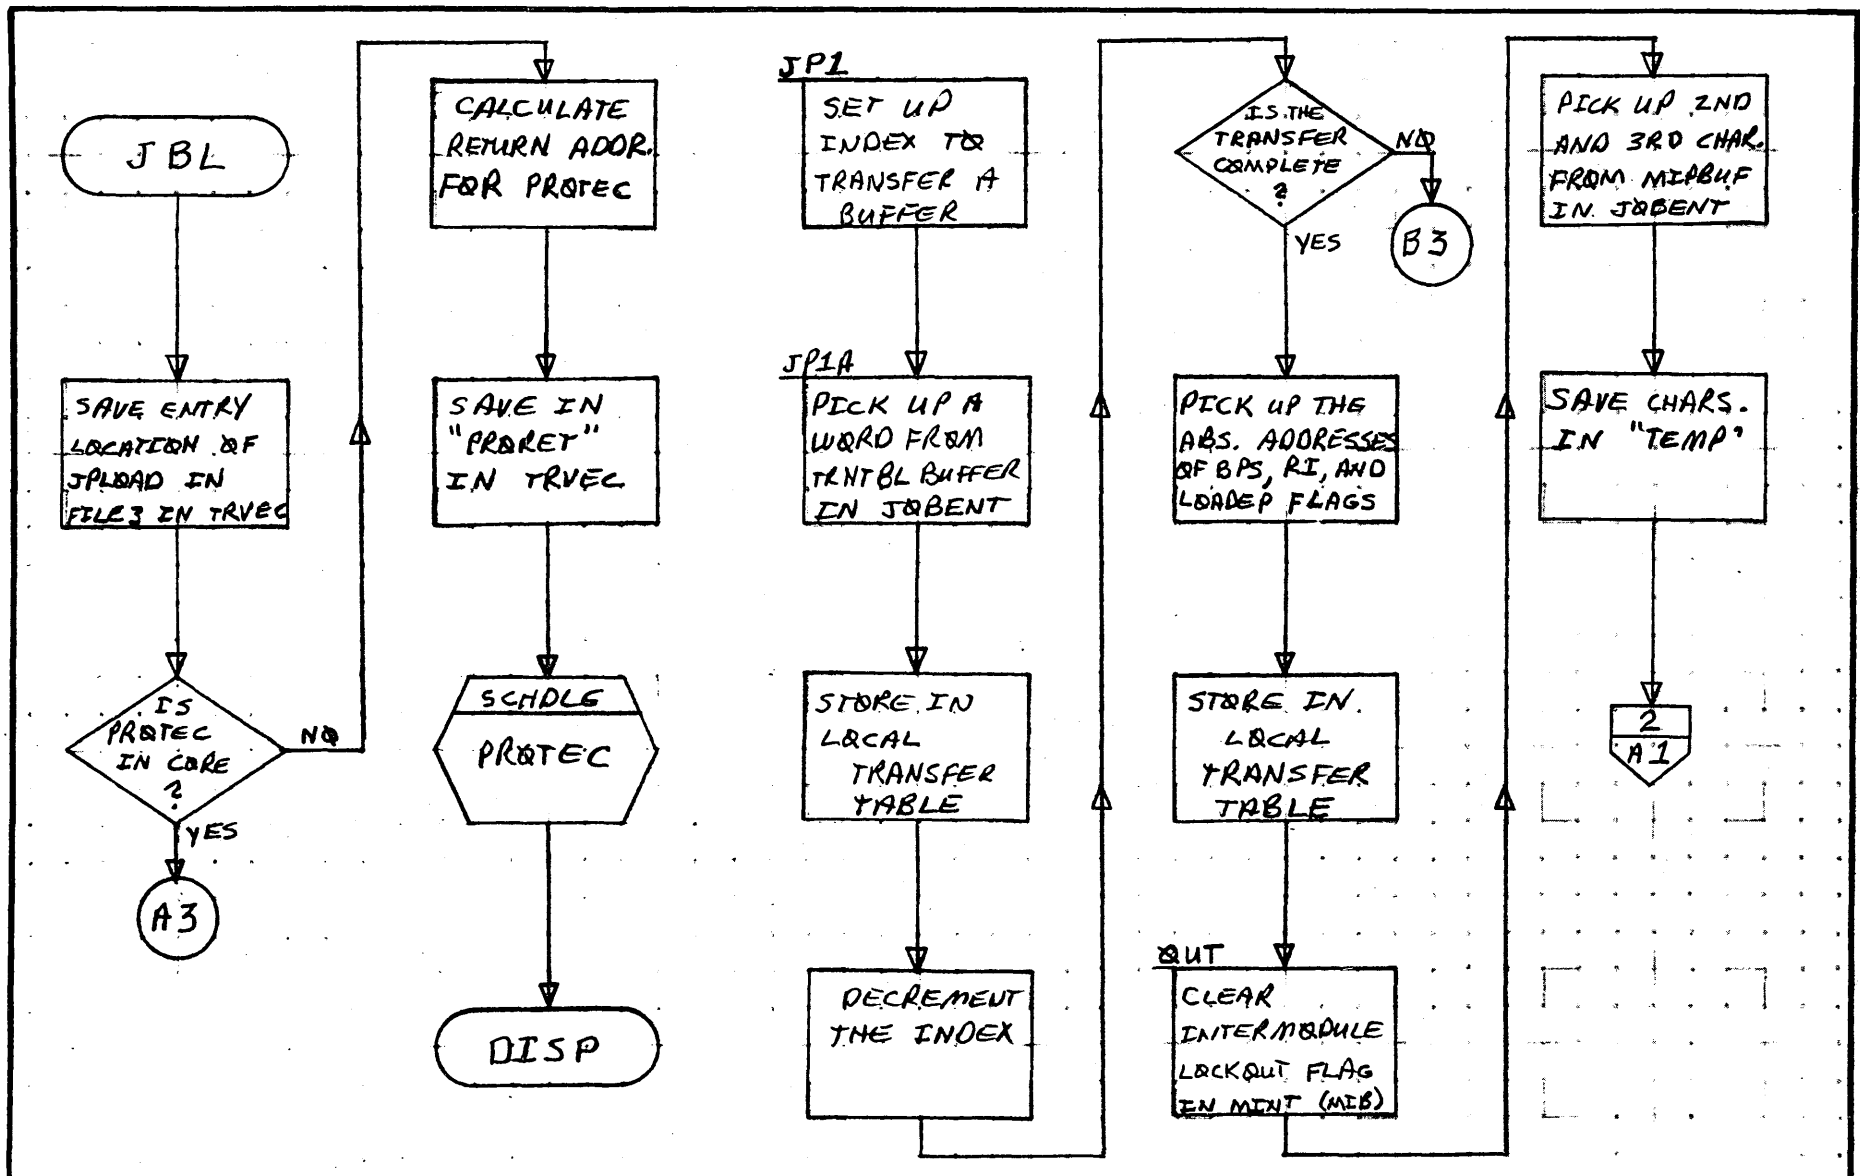 JBL
SAVE ENTRY
LOCATION OF
JPLOAD IN
FILE3 IN TRVEC
IS
PROTEC
IN CORE
?
NO
YES
A3
CALCULATE
RETURN ADDR.
FOR PROTEC
SAVE IN
"PRORET"
IN TRVEC
SCHDLE
PROTEC
DISP
JP1
SET UP
INDEX TO
TRANSFER A
BUFFER
JP1A
PICK UP A
WORD FROM
TRNTBL BUFFER
IN JOBENT
STORE IN
LOCAL
TRANSFER
TABLE
DECREMENT
THE INDEX
IS THE
TRANSFER
COMPLETE
?
NO
B3
YES
PICK UP THE
ABS. ADDRESSES
OF BPS, RI, AND
LOADEP FLAGS
STORE IN
LOCAL
TRANSFER
TABLE
OUT
CLEAR
INTERMODULE
LOCKOUT FLAG
IN MINT (MIB)
PICK UP 2ND
AND 3RD CHAR.
FROM MIPBUF
IN JOBENT
SAVE CHARS.
IN "TEMP"
2
A1